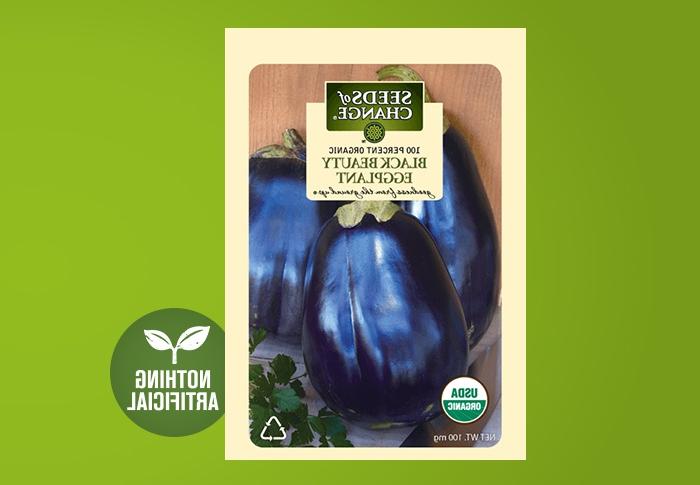 SEEDS of
CHANGE®
™
100 PERCENT ORGANIC
BLACK BEAUTY
EGGPLANT
goodness from the ground up®
USDA
ORGANIC
NET WT. 100 mg
NOTHING
ARTIFICIAL